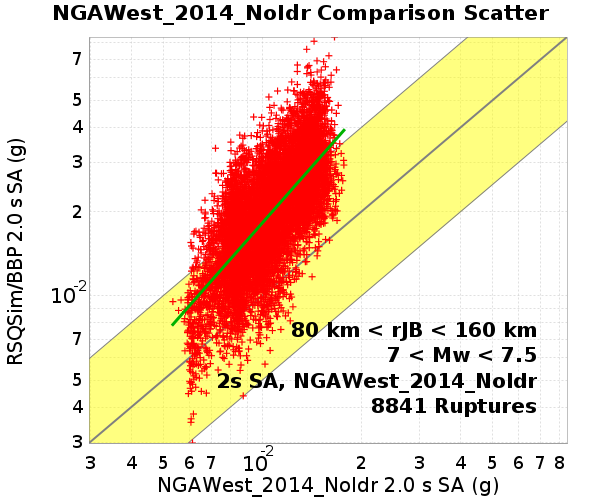 NGAWest_2014_NoIdr Comparison Scatter
RSQSim/BBP 2.0 s SA (g)
7
5
4
3
2
10⁻²
7
5
4
3
80 km < rJB < 160 km
7 < Mw < 7.5
2s SA, NGAWest_2014_NoIdr
8841 Ruptures
3 4 5 6 7 10⁻² 2 3 4 5 6 7 8
NGAWest_2014_NoIdr 2.0 s SA (g)